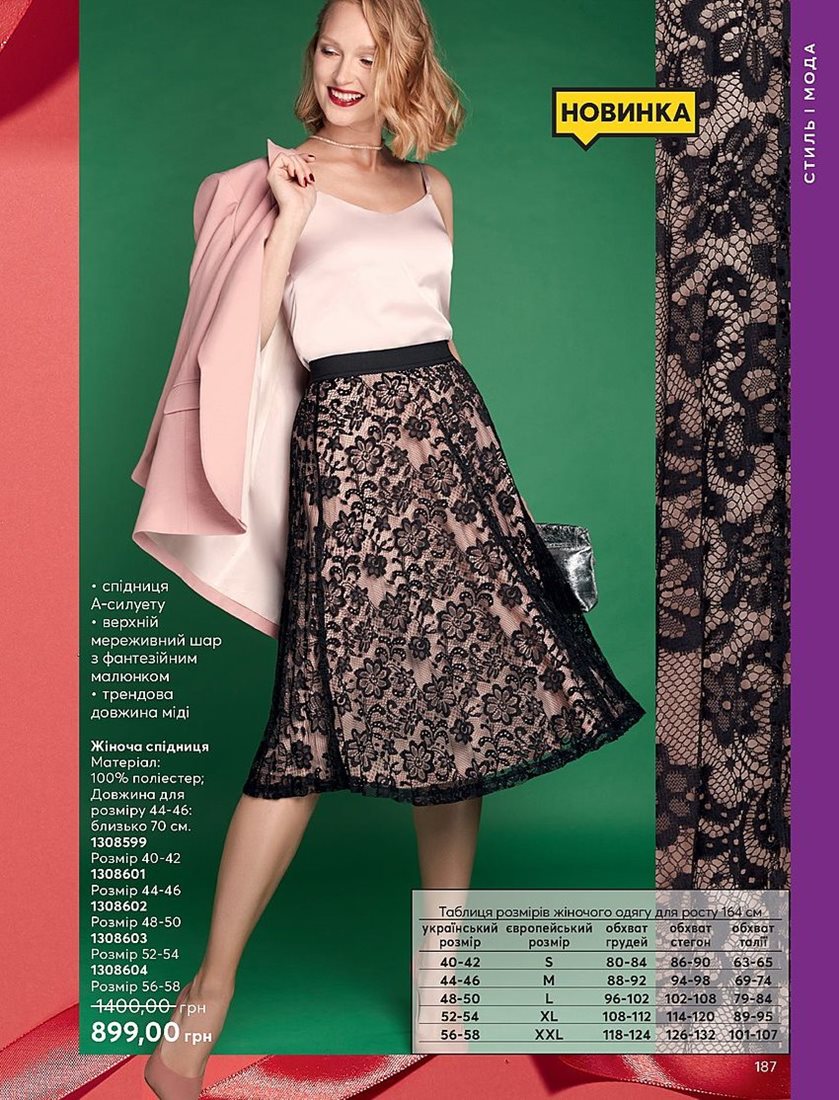 НОВИНКА
СТИЛЬ І МОДА
• спідниця
А-силуету
• верхній
мереживний шар
з фантезійним
малюнком
• трендова
довжина міді
Жіноча спідниця
Матеріал:
100% поліестер;
Довжина для
розміру 44-46:
близько 70 см.
1308599
Розмір 40-42
1308601
Розмір 44-46
1308602
Розмір 48-50
1308603
Розмір 52-54
1308604
Розмір 56-58
1400,00 грн
899,00 грн
Таблиця розмірів жіночого одягу для росту 164 см
український європейський обхват обхват обхват
розмір розмір грудей стегон талії
40-42 S 80-84 86-90 63-65
44-46 M 88-92 94-98 69-74
48-50 L 96-102 102-108 79-84
52-54 XL 108-112 114-120 89-95
56-58 XXL 118-124 126-132 101-107
187